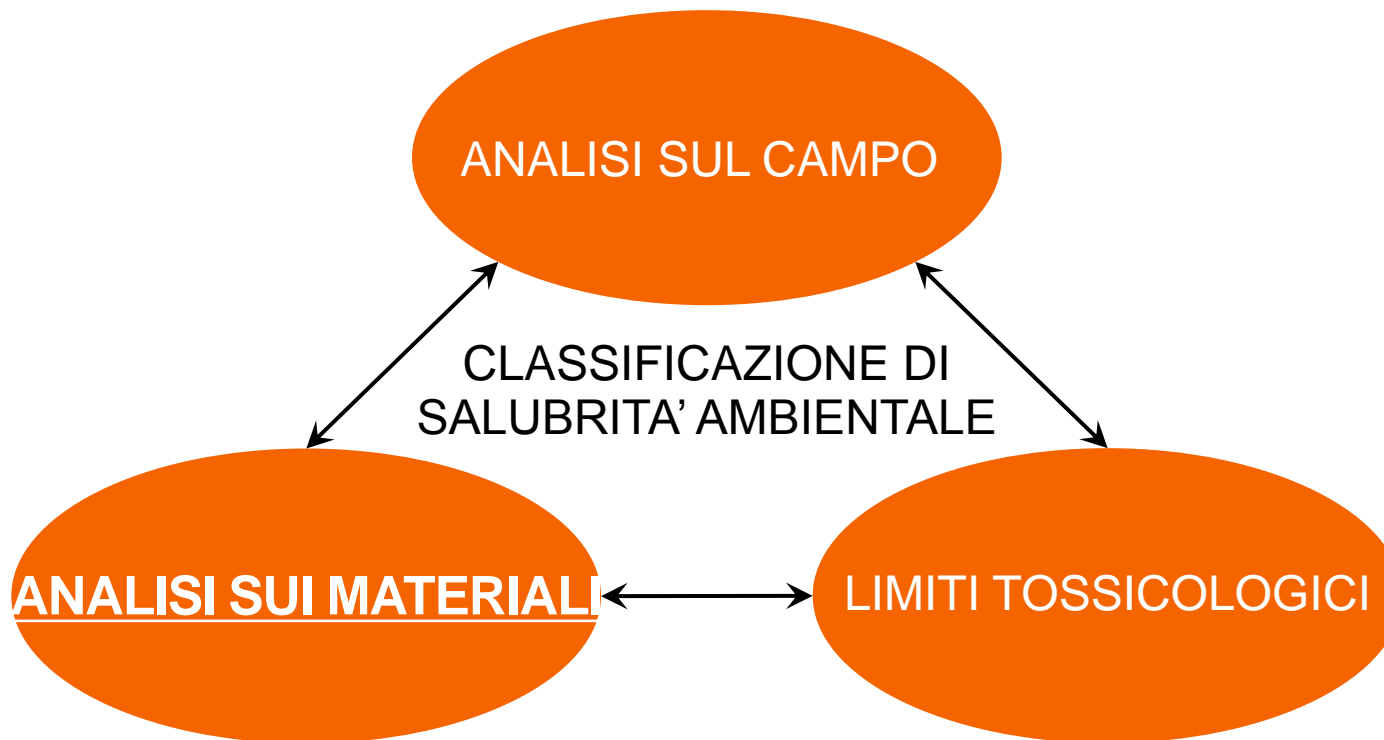 ANALISI SUL CAMPO
CLASSIFICAZIONE DI
SALUBRITA’ AMBIENTALE
ANALISI SUI MATERIALI
LIMITI TOSSICOLOGICI